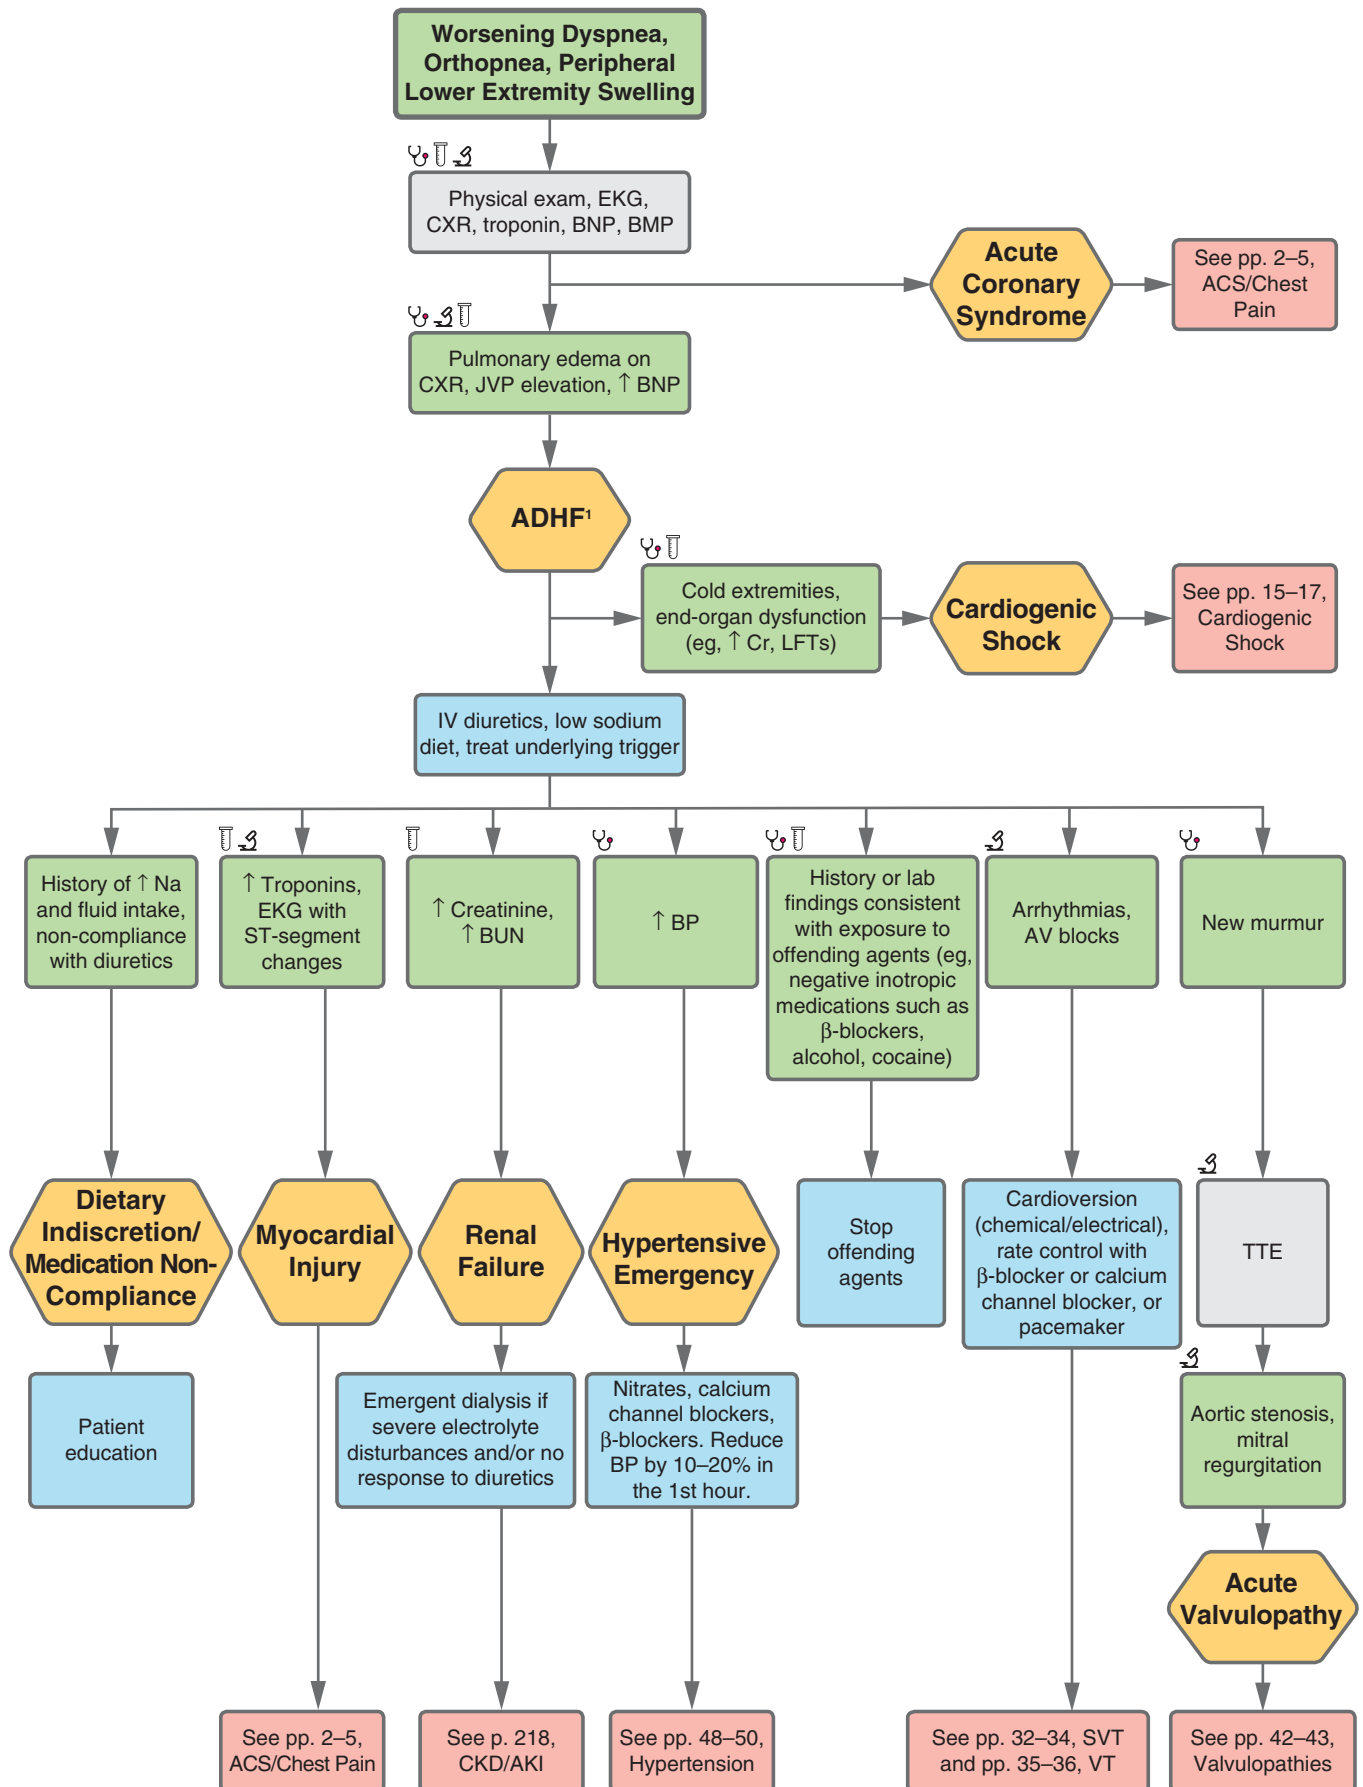 Worsening Dyspnea,
Orthopnea, Peripheral
Lower Extremity Swelling
Physical exam, EKG,
CXR, troponin, BNP, BMP
Acute
Coronary
Syndrome
See pp. 2–5,
ACS/Chest
Pain
Pulmonary edema on
CXR, JVP elevation, ↑ BNP
ADHF¹
Cold extremities,
end-organ dysfunction
(eg, ↑ Cr, LFTs)
Cardiogenic
Shock
See pp. 15–17,
Cardiogenic
Shock
IV diuretics, low sodium
diet, treat underlying trigger
History of ↑ Na
and fluid intake,
non-compliance
with diuretics
↑ Troponins,
EKG with
ST-segment
changes
↑ Creatinine,
↑ BUN
↑ BP
History or lab
findings consistent
with exposure to
offending agents (eg,
negative inotropic
medications such as
β-blockers,
alcohol, cocaine)
Arrhythmias,
AV blocks
New murmur
Dietary
Indiscretion/
Medication Non-
Compliance
Myocardial
Injury
Renal
Failure
Hypertensive
Emergency
Stop
offending
agents
Cardioversion
(chemical/electrical),
rate control with
β-blocker or calcium
channel blocker, or
pacemaker
TTE
Patient
education
Emergent dialysis if
severe electrolyte
disturbances and/or no
response to diuretics
Nitrates, calcium
channel blockers,
β-blockers. Reduce
BP by 10–20% in
the 1st hour.
Aortic stenosis,
mitral
regurgitation
Acute
Valvulopathy
See pp. 2–5,
ACS/Chest Pain
See p. 218,
CKD/AKI
See pp. 48–50,
Hypertension
See pp. 32–34, SVT
and pp. 35–36, VT
See pp. 42–43,
Valvulopathies